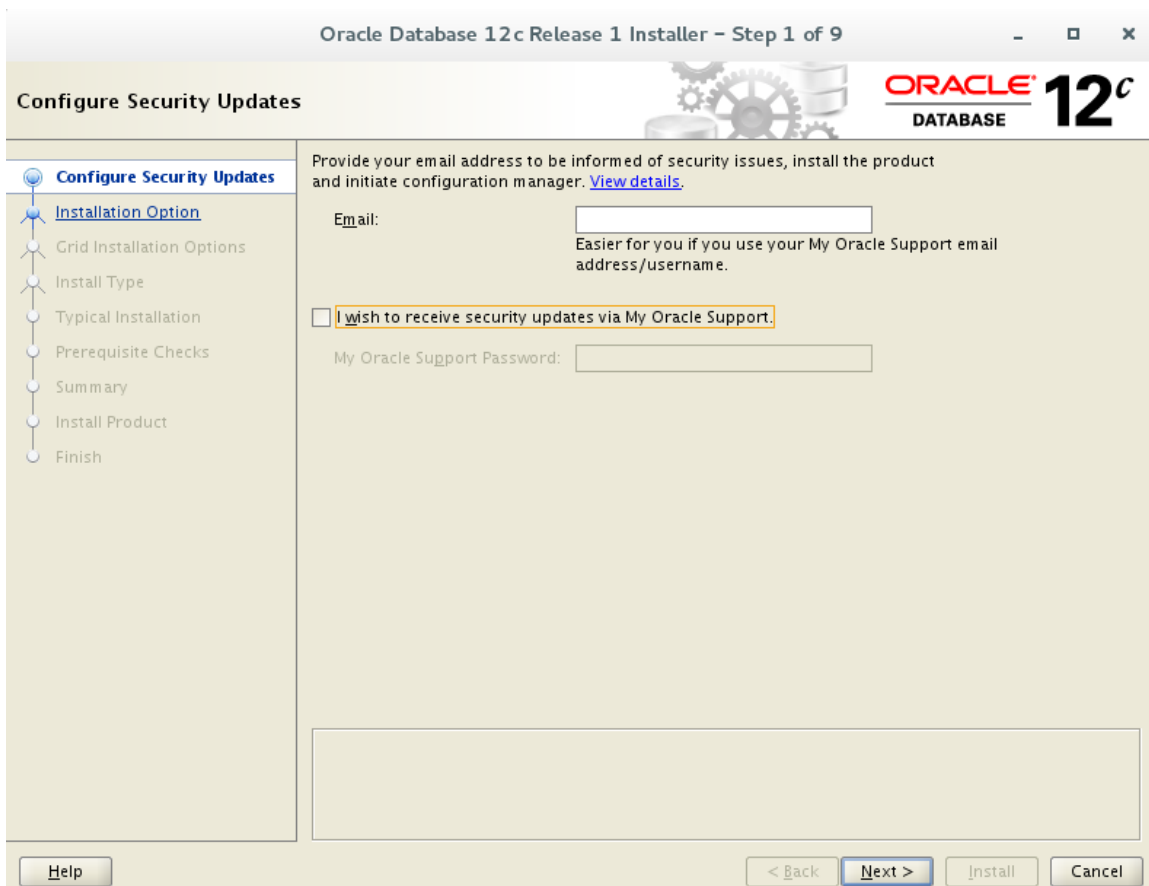 Oracle Database 12c Release 1 Installer – Step 1 of 9
Configure Security Updates
ORACLE
DATABASE
12c
Configure Security Updates
Installation Option
Grid Installation Options
Install Type
Typical Installation
Prerequisite Checks
Summary
Install Product
Finish
Provide your email address to be informed of security issues, install the product
and initiate configuration manager. View details.
Email:
Easier for you if you use your My Oracle Support email
address/username.
I wish to receive security updates via My Oracle Support.
My Oracle Support Password:
Help
< Back
Next >
Install
Cancel